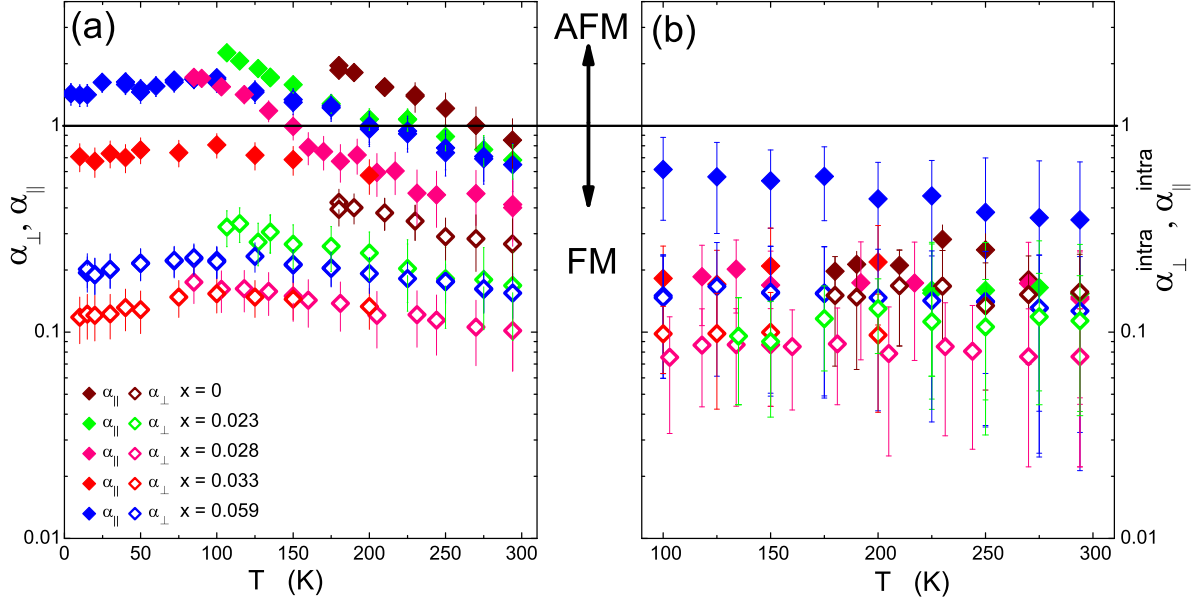 (a)
α⊥, α||
1
0.1
0.01
α|| α⊥ x = 0
α|| α⊥ x = 0.023
α|| α⊥ x = 0.028
α|| α⊥ x = 0.033
α|| α⊥ x = 0.059
0 50 100 150 200 250 300
T (K)
AFM
FM
(b)
1
0.1
0.01
α⊥intra, α||intra
100 150 200 250 300
T (K)